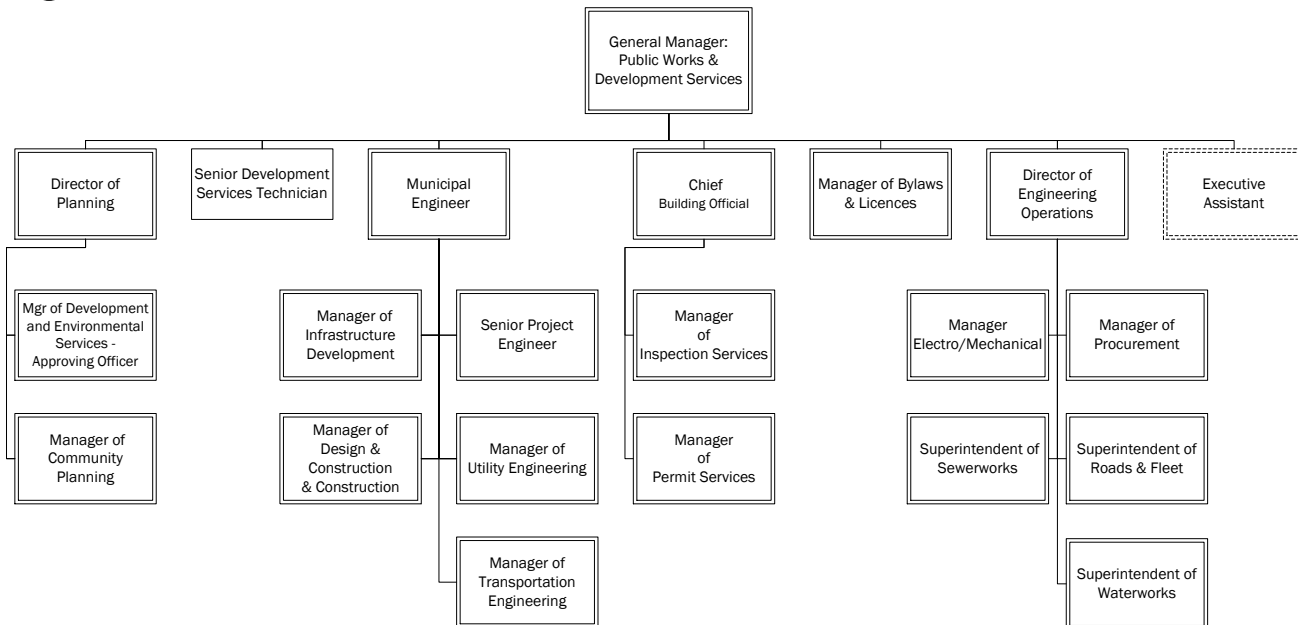 General Manager:
Public Works &
Development Services
Director of
Planning
Senior Development
Services Technician
Municipal
Engineer
Chief
Building Official
Manager of Bylaws
& Licences
Director of
Engineering
Operations
Executive
Assistant
Mgr of Development
and Environmental
Services -
Approving Officer
Manager of
Infrastructure
Development
Senior Project
Engineer
Manager
of
Inspection Services
Manager
Electro/Mechanical
Manager of
Procurement
Manager of
Community
Planning
Manager of
Design &
Construction
& Construction
Manager of
Utility Engineering
Manager
of
Permit Services
Superintendent of
Sewerworks
Superintendent of
Roads & Fleet
Manager of
Transportation
Engineering
Superintendent of
Waterworks